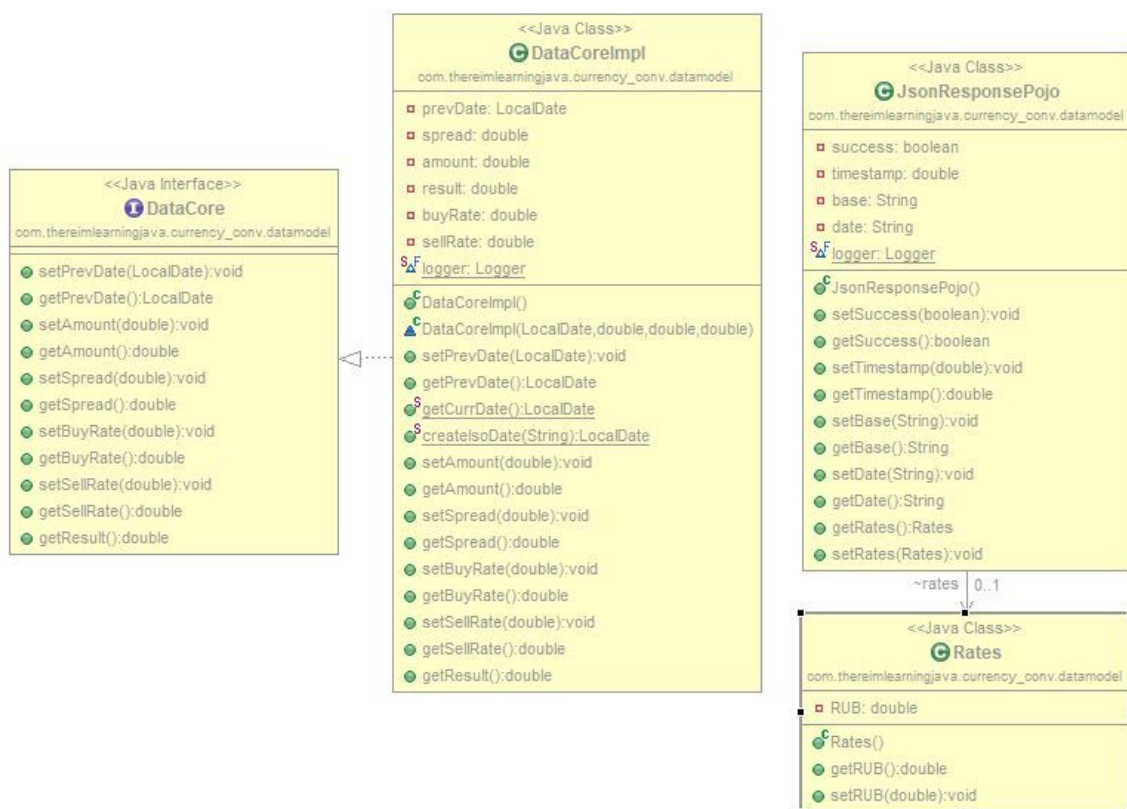 <<Java Interface>>
DataCore
com.thereimlearningjava.currency_conv.datamodel
setPrevDate(LocalDate):void
getPrevDate():LocalDate
setAmount(double):void
getAmount():double
setSpread(double):void
getSpread():double
setBuyRate(double):void
getBuyRate():double
setSellRate(double):void
getSellRate():double
getResult():double
<<Java Class>>
DataCoreImpl
com.thereimlearningjava.currency_conv.datamodel
prevDate: LocalDate
spread: double
amount: double
result: double
buyRate: double
sellRate: double
logger: Logger
DataCoreImpl()
DataCoreImpl(LocalDate,double,double,double)
setPrevDate(LocalDate):void
getPrevDate():LocalDate
getCurrDate():LocalDate
createIsoDate(String):LocalDate
setAmount(double):void
getAmount():double
setSpread(double):void
getSpread():double
setBuyRate(double):void
getBuyRate():double
setSellRate(double):void
getSellRate():double
getResult():double
<<Java Class>>
JsonResponsePojo
com.thereimlearningjava.currency_conv.datamodel
success: boolean
timestamp: double
base: String
date: String
logger: Logger
JsonResponsePojo()
setSuccess(boolean):void
getSuccess():boolean
setTimestamp(double):void
getTimestamp():double
setBase(String):void
getBase():String
setDate(String):void
getDate():String
getRates():Rates
setRates(Rates):void
~rates 0..1
<<Java Class>>
Rates
com.thereimlearningjava.currency_conv.datamodel
RUB: double
Rates()
getRUB():double
setRUB(double):void